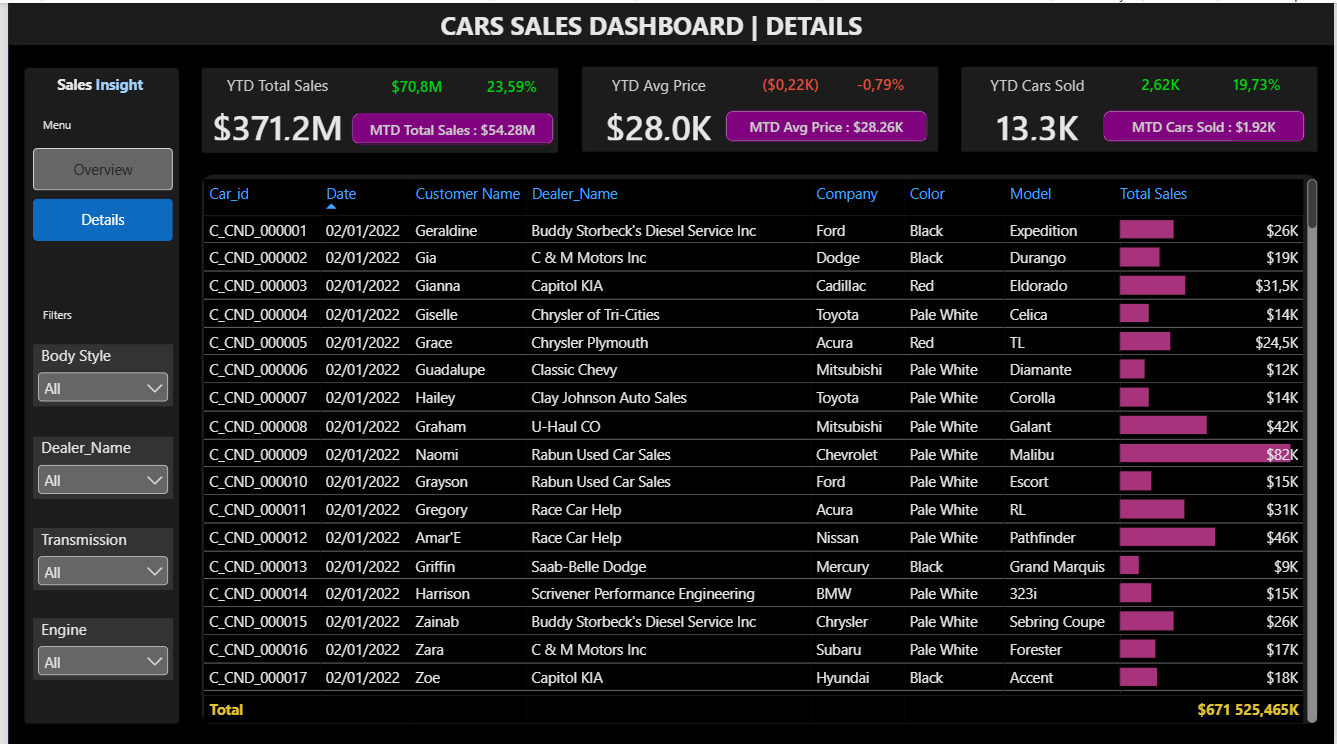 CARS SALES DASHBOARD | DETAILS
Sales Insight
Menu
Overview
Details
Filters
Body Style
All
Dealer_Name
All
Transmission
All
Engine
All
YTD Total Sales $70,8M 23,59%
$371.2M MTD Total Sales : $54.28M
YTD Avg Price ($0,22K) -0,79%
$28.0K MTD Avg Price : $28.26K
YTD Cars Sold 2,62K 19,73%
13.3K MTD Cars Sold : $1.92K
Car_id Date Customer Name Dealer_Name Company Color Model Total Sales
C_CND_000001 02/01/2022 Geraldine Buddy Storbeck's Diesel Service Inc Ford Black Expedition $26K
C_CND_000002 02/01/2022 Gia C & M Motors Inc Dodge Black Durango $19K
C_CND_000003 02/01/2022 Gianna Capitol KIA Cadillac Red Eldorado $31,5K
C_CND_000004 02/01/2022 Giselle Chrysler of Tri-Cities Toyota Pale White Celica $14K
C_CND_000005 02/01/2022 Grace Chrysler Plymouth Acura Red TL $24,5K
C_CND_000006 02/01/2022 Guadalupe Classic Chevy Mitsubishi Pale White Diamante $12K
C_CND_000007 02/01/2022 Hailey Clay Johnson Auto Sales Toyota Pale White Corolla $14K
C_CND_000008 02/01/2022 Graham U-Haul CO Mitsubishi Pale White Galant $42K
C_CND_000009 02/01/2022 Naomi Rabun Used Car Sales Chevrolet Pale White Malibu $82K
C_CND_000010 02/01/2022 Grayson Rabun Used Car Sales Ford Pale White Escort $15K
C_CND_000011 02/01/2022 Gregory Race Car Help Acura Pale White RL $31K
C_CND_000012 02/01/2022 Amar'E Race Car Help Nissan Pale White Pathfinder $46K
C_CND_000013 02/01/2022 Griffin Saab-Belle Dodge Mercury Black Grand Marquis $9K
C_CND_000014 02/01/2022 Harrison Scrivener Performance Engineering BMW Pale White 323i $15K
C_CND_000015 02/01/2022 Zainab Buddy Storbeck's Diesel Service Inc Chrysler Pale White Sebring Coupe $26K
C_CND_000016 02/01/2022 Zara C & M Motors Inc Subaru Pale White Forester $17K
C_CND_000017 02/01/2022 Zoe Capitol KIA Hyundai Black Accent $18K
Total $671 525,465K